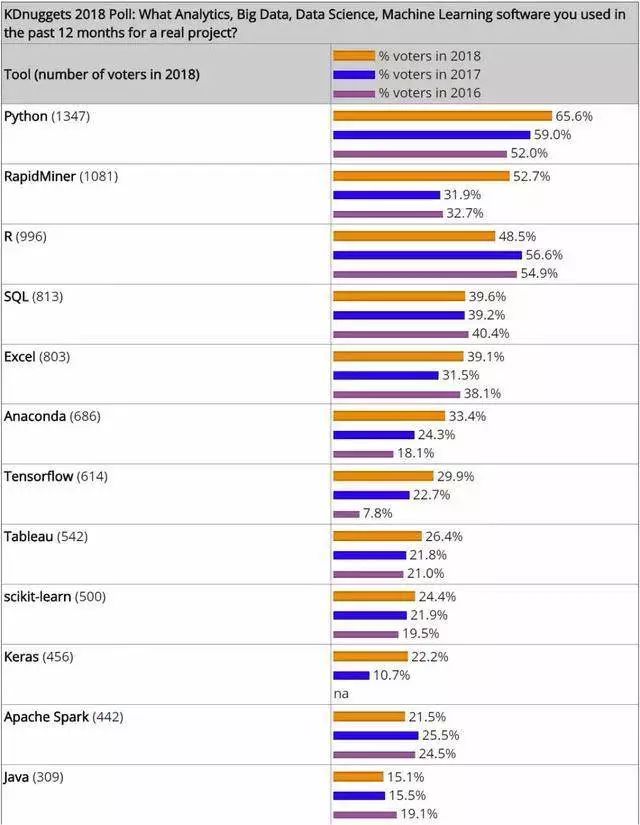 KDnuggets 2018 Poll: What Analytics, Big Data, Data Science, Machine Learning software you used in
the past 12 months for a real project?
Tool (number of voters in 2018)
% voters in 2018
% voters in 2017
% voters in 2016
Python (1347)
65.6%
59.0%
52.0%
RapidMiner (1081)
52.7%
31.9%
32.7%
R (996)
48.5%
56.6%
54.9%
SQL (813)
39.6%
39.2%
40.4%
Excel (803)
39.1%
31.5%
38.1%
Anaconda (686)
33.4%
24.3%
18.1%
Tensorflow (614)
29.9%
22.7%
7.8%
Tableau (542)
26.4%
21.8%
21.0%
scikit-learn (500)
24.4%
21.9%
19.5%
Keras (456)
22.2%
10.7%
na
Apache Spark (442)
21.5%
25.5%
24.5%
Java (309)
15.1%
15.5%
19.1%